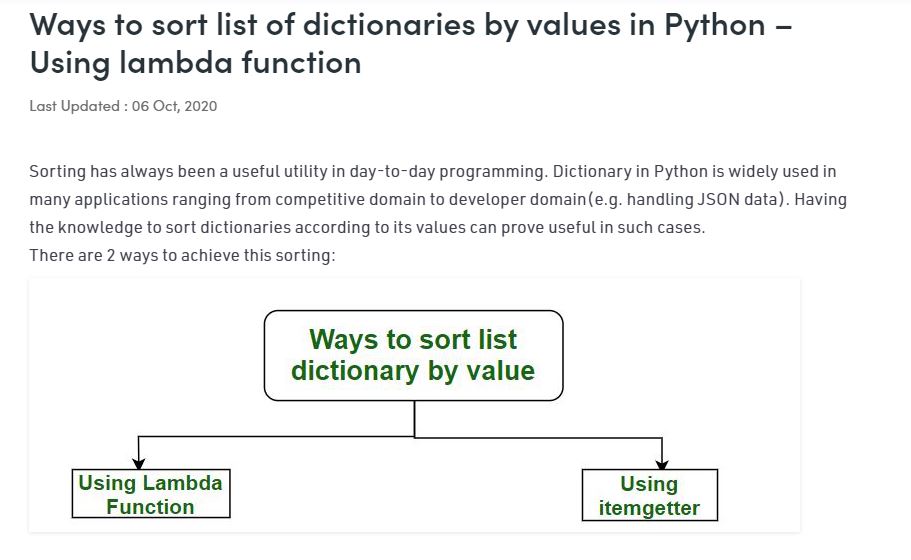 Ways to sort list of dictionaries by values in Python –
Using lambda function
Last Updated : 06 Oct, 2020
Sorting has always been a useful utility in day-to-day programming. Dictionary in Python is widely used in
many applications ranging from competitive domain to developer domain(e.g. handling JSON data). Having
the knowledge to sort dictionaries according to its values can prove useful in such cases.
There are 2 ways to achieve this sorting:
Ways to sort list
dictionary by value
Using Lambda
Function
Using
itemgetter